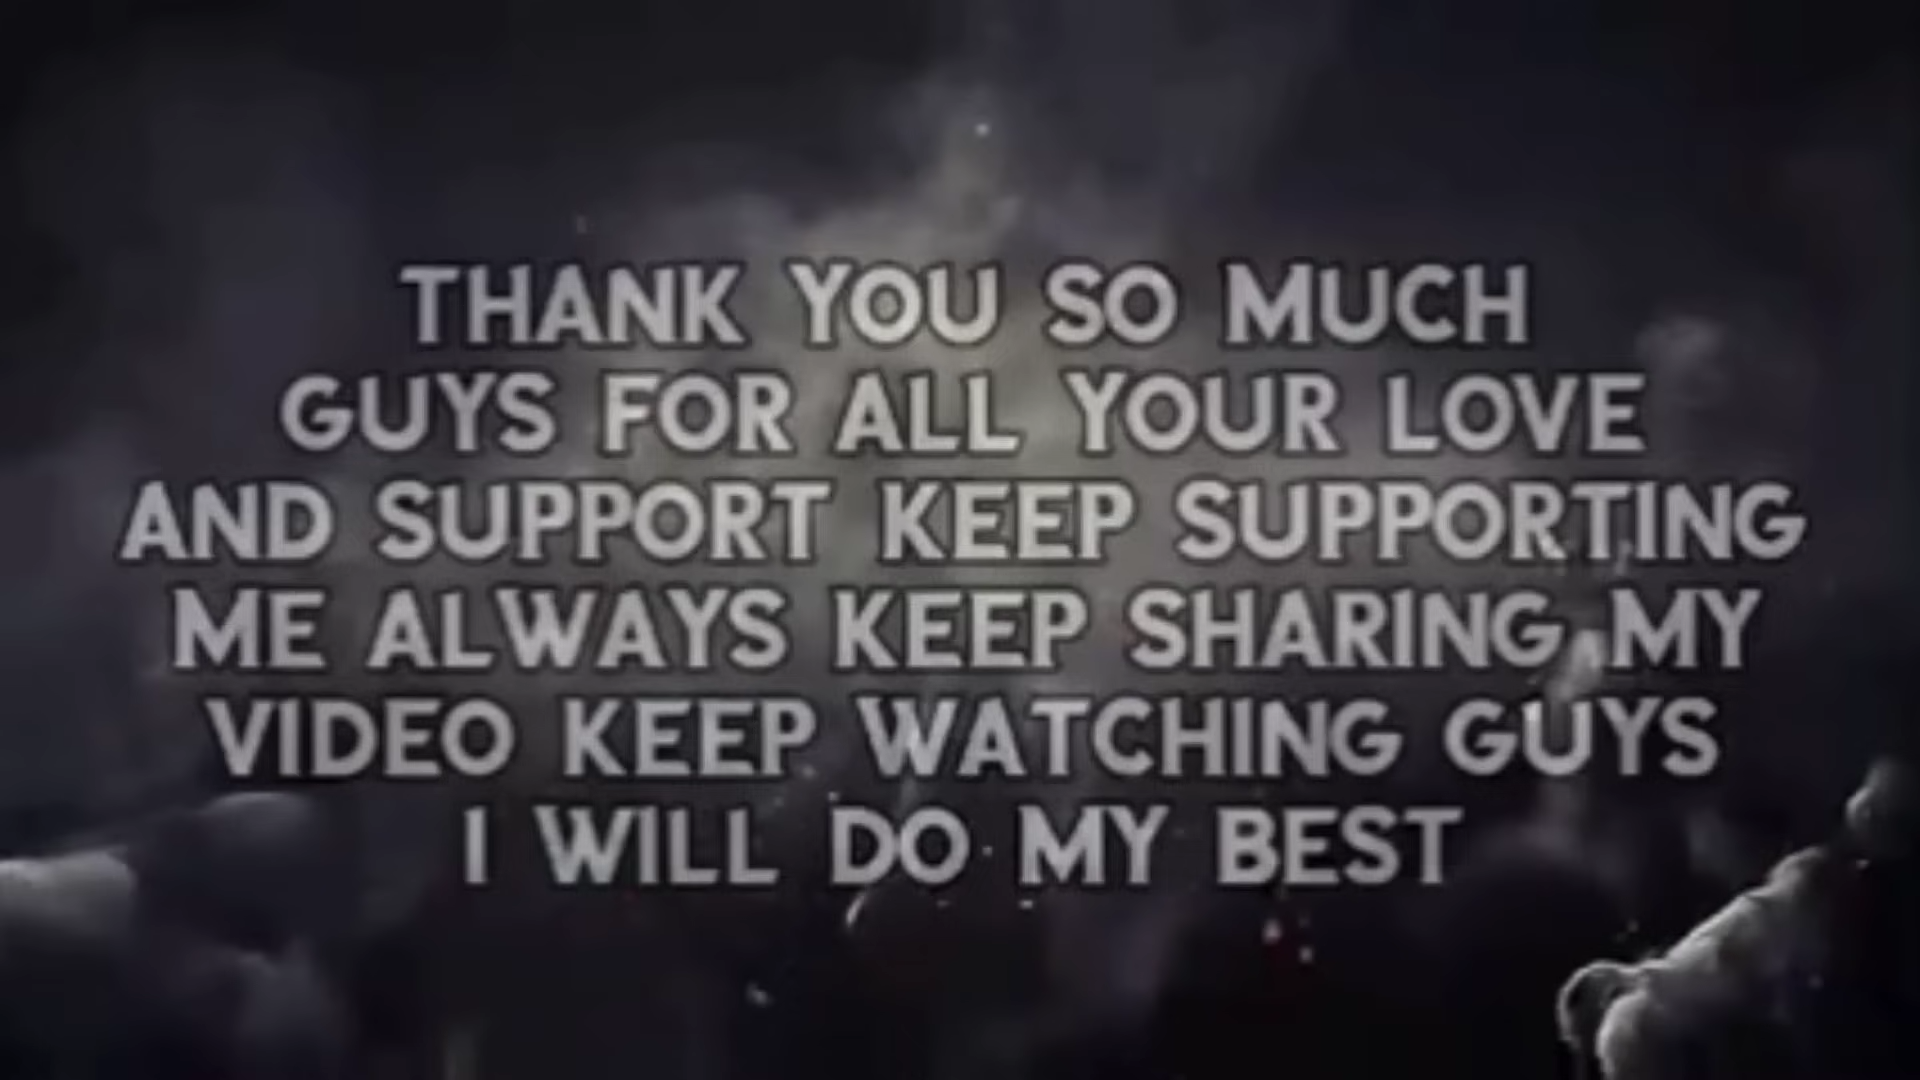 THANK YOU SO MUCH
GUYS FOR ALL YOUR LOVE
AND SUPPORT KEEP SUPPORTING
ME ALWAYS KEEP SHARING MY
VIDEO KEEP WATCHING GUYS
I WILL DO MY BEST